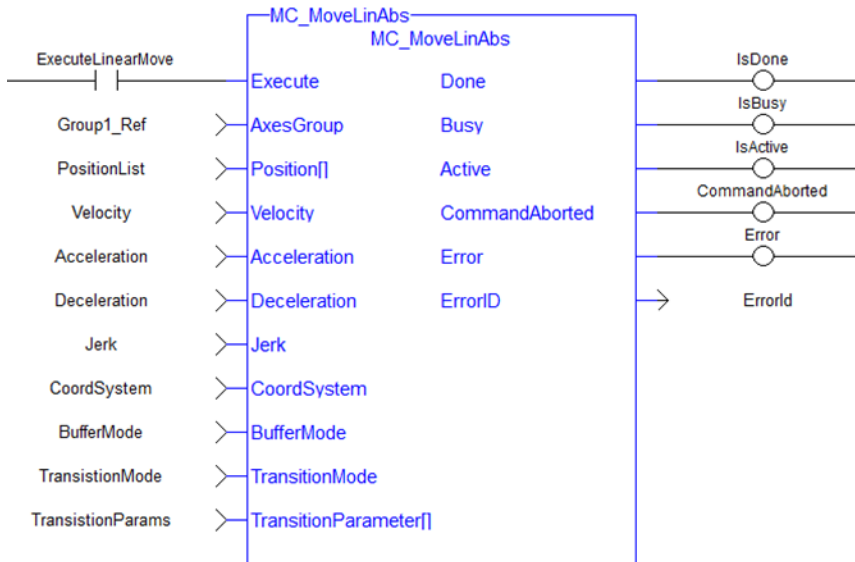 MC_MoveLinAbs
MC_MoveLinAbs
ExecuteLinearMove Execute Done IsDone
Group1_Ref AxesGroup Busy IsBusy
PositionList Position[] Active IsActive
Velocity Velocity CommandAborted CommandAborted
Acceleration Acceleration Error Error
Deceleration Deceleration ErrorID ErrorId
Jerk Jerk
CoordSystem CoordSystem
BufferMode BufferMode
TransistionMode TransitionMode
TransistionParams TransitionParameter[]